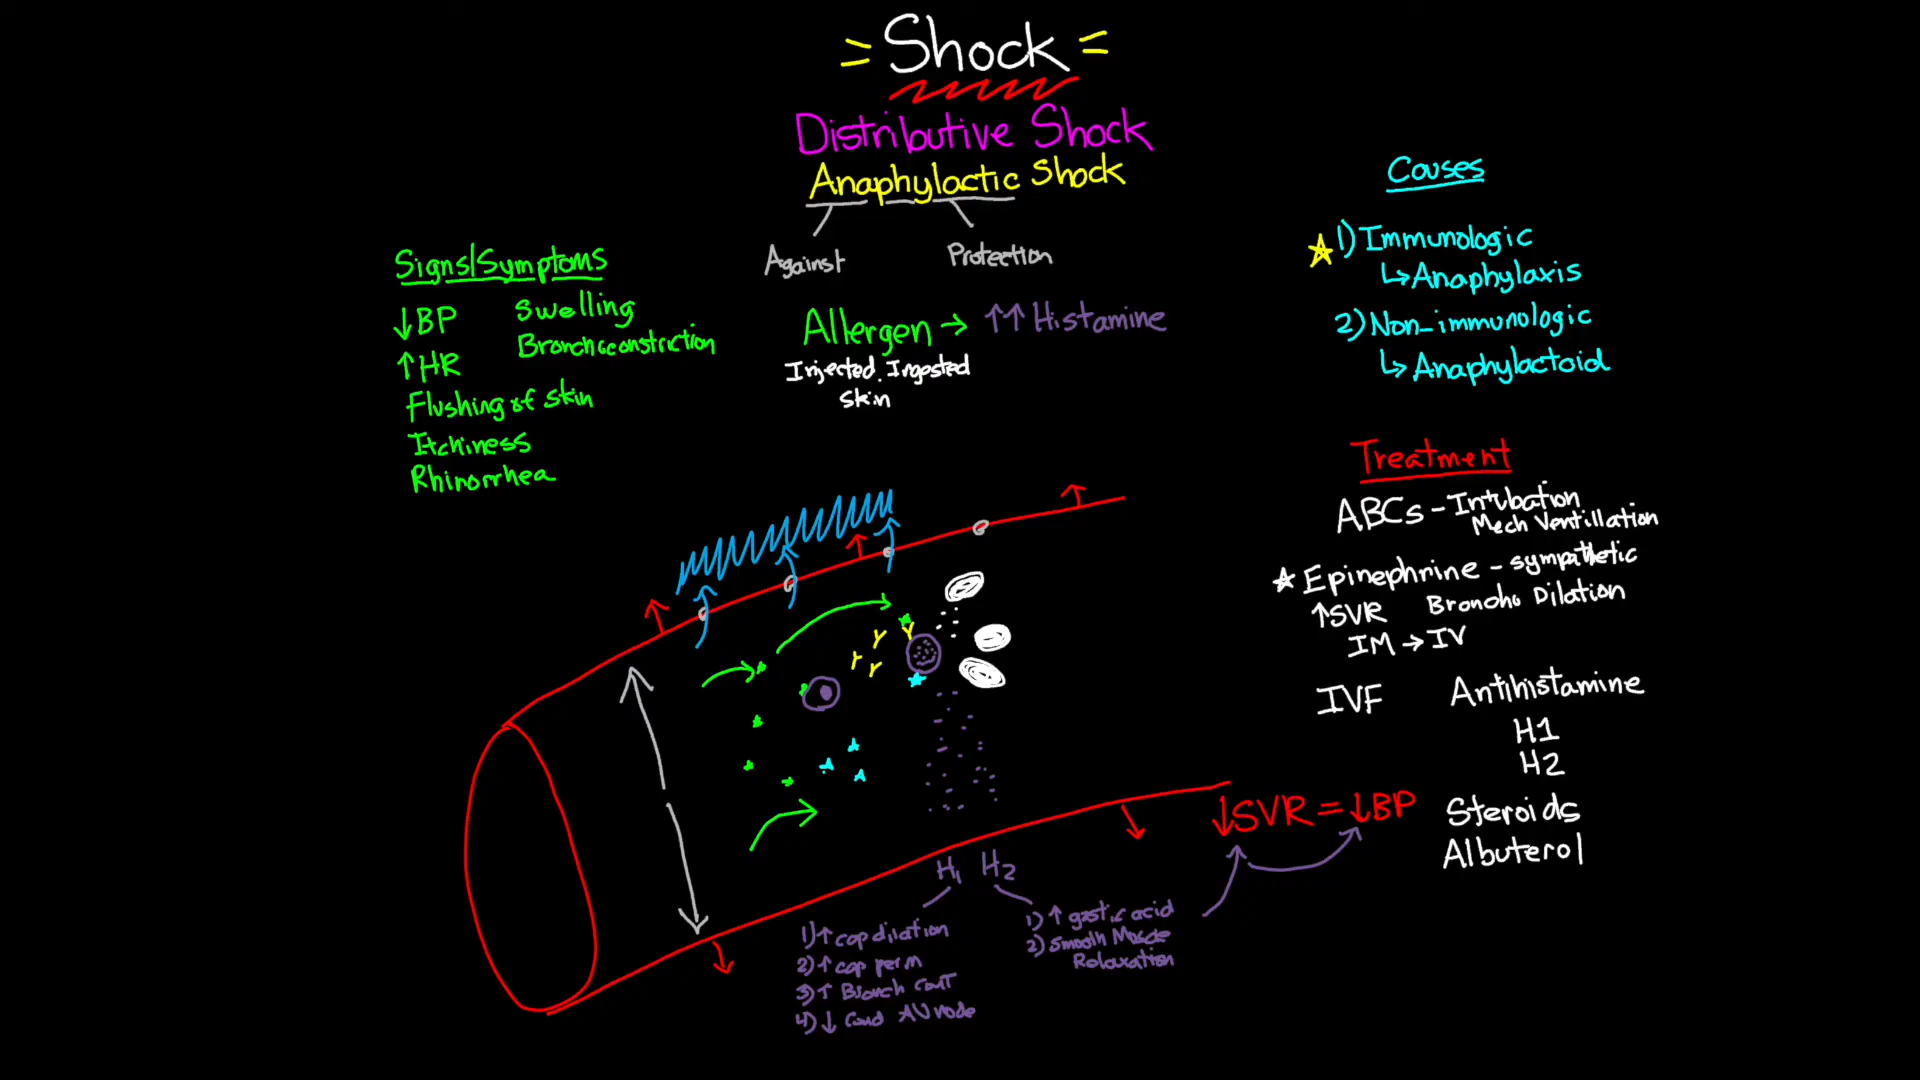 = Shock =
Distributive Shock
Anaphylactic Shock
Against
Protection
Allergen → ↑↑ Histamine
Injected, Ingested
Skin
Signs/Symptoms
↓BP
↑HR
Flushing of skin
Itchiness
Rhinorrhea
Swelling
Bronchoconstriction
Causes
1) Immunologic
↳ Anaphylaxis
2) Non-immunologic
↳ Anaphylactoid
Treatment
ABCs - Intubation
Mech Ventillation
Epinephrine - sympathetic
↑SVR Broncho Dilation
IM → IV
IVF
Antihistamine
H1
H2
Steroids
Albuterol
↓SVR = ↓BP
H1 H2
1) ↑ cap dilation
2) ↑ cap perm
3) ↑ Bronch Cont
4) ↓ Cond AV node
1) ↑ gastic acid
2) Smooth Muscle
Relaxation